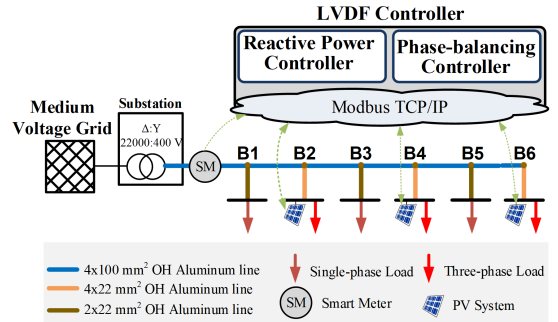 LVDF Controller
Reactive Power
Controller
Phase-balancing
Controller
Modbus TCP/IP
Medium
Voltage Grid
Substation
Δ:Y
22000:400 V
SM
B1
B2
B3
B4
B5
B6
4x100 mm² OH Aluminum line
4x22 mm² OH Aluminum line
2x22 mm² OH Aluminum line
Single-phase Load
Three-phase Load
SM
Smart Meter
PV System